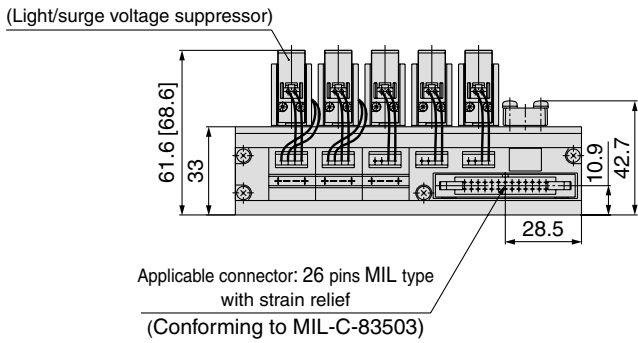 (Light/surge voltage suppressor)
61.6 [68.6]
33
10.9
42.7
28.5
Applicable connector: 26 pins MIL type
with strain relief
(Conforming to MIL-C-83503)